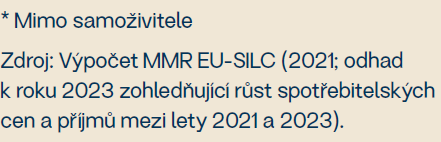 * Mimo samoživitele
Zdroj: Výpočet MMR EU-SILC (2021; odhad
k roku 2023 zohledňující růst spotřebitelských
cen a příjmů mezi lety 2021 a 2023).